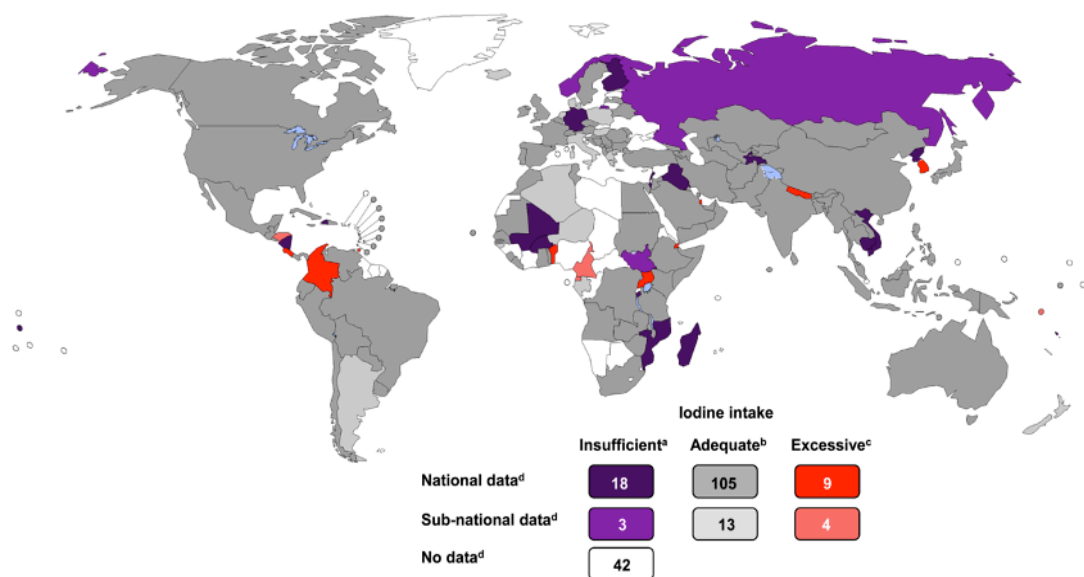 Iodine intake
Insufficientᵃ Adequateᵇ Excessiveᶜ
National dataᵈ 18 105 9
Sub-national dataᵈ 3 13 4
No dataᵈ 42